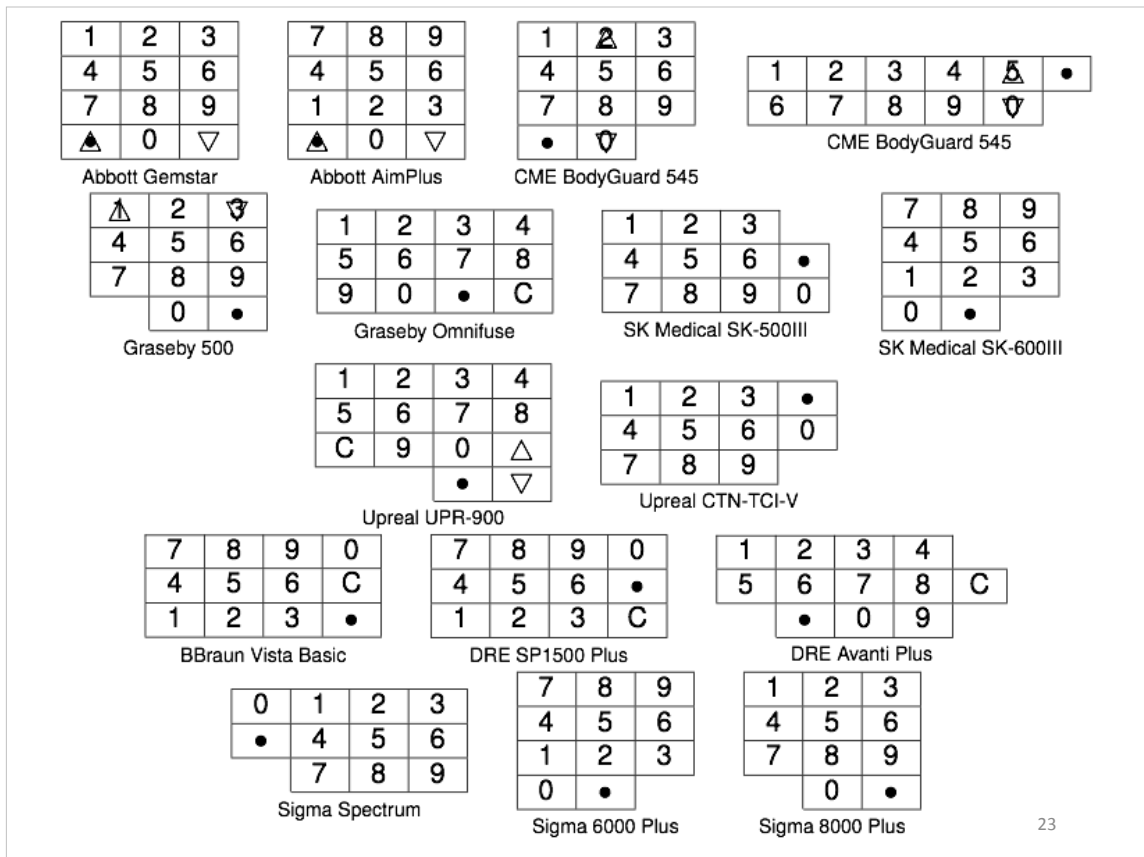 1 2 3
4 5 6
7 8 9
● △ 0 ▽
Abbott Gemstar
7 8 9
4 5 6
1 2 3
● △ 0 ▽
Abbott AimPlus
1 2 △ 3
4 5 6
7 8 9
● 0 ▽
CME BodyGuard 545
1 2 3 4 5 △ ●
6 7 8 9 0 ▽
CME BodyGuard 545
1 △ 2 3 ▽
4 5 6
7 8 9
0 ●
Graseby 500
1 2 3 4
5 6 7 8
9 0 ● C
Graseby Omnifuse
1 2 3
4 5 6 ●
7 8 9 0
SK Medical SK-500III
7 8 9
4 5 6
1 2 3
0 ●
SK Medical SK-600III
1 2 3 4
5 6 7 8
C 9 0 △
● ▽
Upreal UPR-900
1 2 3 ●
4 5 6 0
7 8 9
Upreal CTN-TCI-V
7 8 9 0
4 5 6 C
1 2 3 ●
BBraun Vista Basic
7 8 9 0
4 5 6 ●
1 2 3 C
DRE SP1500 Plus
1 2 3 4
5 6 7 8 C
● 0 9
DRE Avanti Plus
0 1 2 3
● 4 5 6
7 8 9
Sigma Spectrum
7 8 9
4 5 6
1 2 3
0 ●
Sigma 6000 Plus
1 2 3
4 5 6
7 8 9
0 ●
Sigma 8000 Plus
23